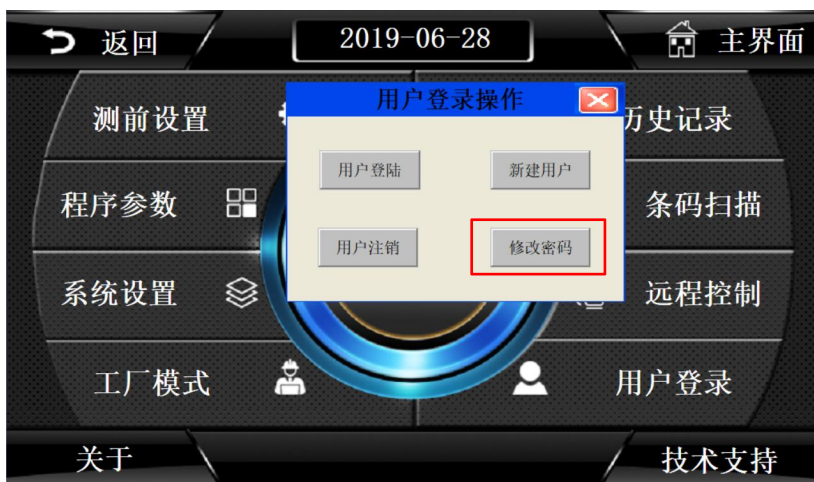 返回
2019-06-28
主界面
用户登录操作
测前设置
历史记录
用户登陆
新建用户
程序参数
条码扫描
用户注销
修改密码
系统设置
远程控制
工厂模式
用户登录
关于
技术支持